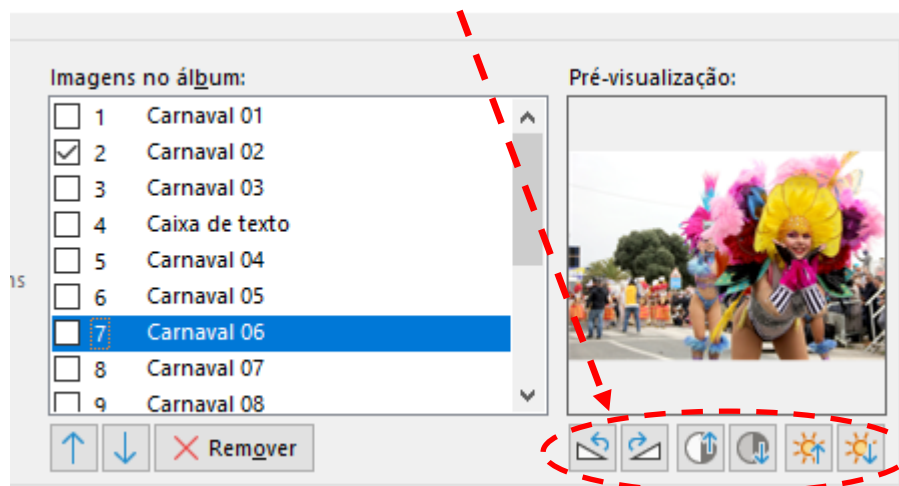 Imagens no álbum:
Pré-visualização:
1 Carnaval 01
2 Carnaval 02
3 Carnaval 03
4 Caixa de texto
5 Carnaval 04
6 Carnaval 05
7 Carnaval 06
8 Carnaval 07
9 Carnaval 08
Remover